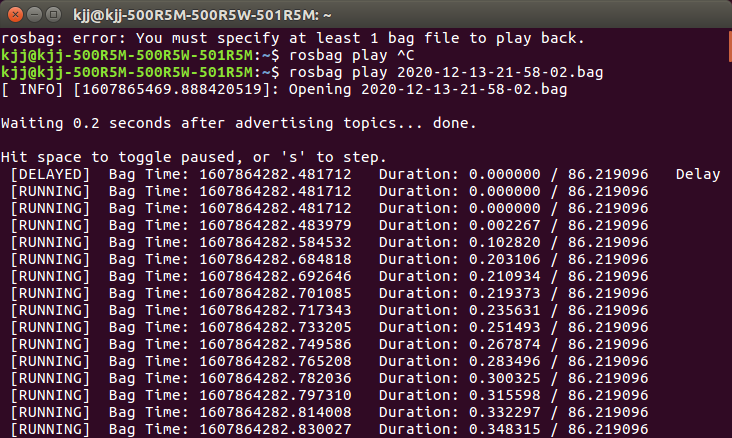 kjj@kjj-500R5M-500R5W-501R5M: ~
rosbag: error: You must specify at least 1 bag file to play back.
kjj@kjj-500R5M-500R5W-501R5M:~$ rosbag play ^C
kjj@kjj-500R5M-500R5W-501R5M:~$ rosbag play 2020-12-13-21-58-02.bag
[ INFO] [1607865469.888420519]: Opening 2020-12-13-21-58-02.bag
Waiting 0.2 seconds after advertising topics... done.
Hit space to toggle paused, or 's' to step.
[DELAYED]  Bag Time: 1607864282.481712   Duration: 0.000000 / 86.219096   Delay
[RUNNING]  Bag Time: 1607864282.481712   Duration: 0.000000 / 86.219096
[RUNNING]  Bag Time: 1607864282.481712   Duration: 0.000000 / 86.219096
[RUNNING]  Bag Time: 1607864282.483979   Duration: 0.002267 / 86.219096
[RUNNING]  Bag Time: 1607864282.584532   Duration: 0.102820 / 86.219096
[RUNNING]  Bag Time: 1607864282.684818   Duration: 0.203106 / 86.219096
[RUNNING]  Bag Time: 1607864282.692646   Duration: 0.210934 / 86.219096
[RUNNING]  Bag Time: 1607864282.701085   Duration: 0.219373 / 86.219096
[RUNNING]  Bag Time: 1607864282.717343   Duration: 0.235631 / 86.219096
[RUNNING]  Bag Time: 1607864282.733205   Duration: 0.251493 / 86.219096
[RUNNING]  Bag Time: 1607864282.749586   Duration: 0.267874 / 86.219096
[RUNNING]  Bag Time: 1607864282.765208   Duration: 0.283496 / 86.219096
[RUNNING]  Bag Time: 1607864282.782036   Duration: 0.300325 / 86.219096
[RUNNING]  Bag Time: 1607864282.797310   Duration: 0.315598 / 86.219096
[RUNNING]  Bag Time: 1607864282.814008   Duration: 0.332297 / 86.219096
[RUNNING]  Bag Time: 1607864282.830027   Duration: 0.348315 / 86.219096